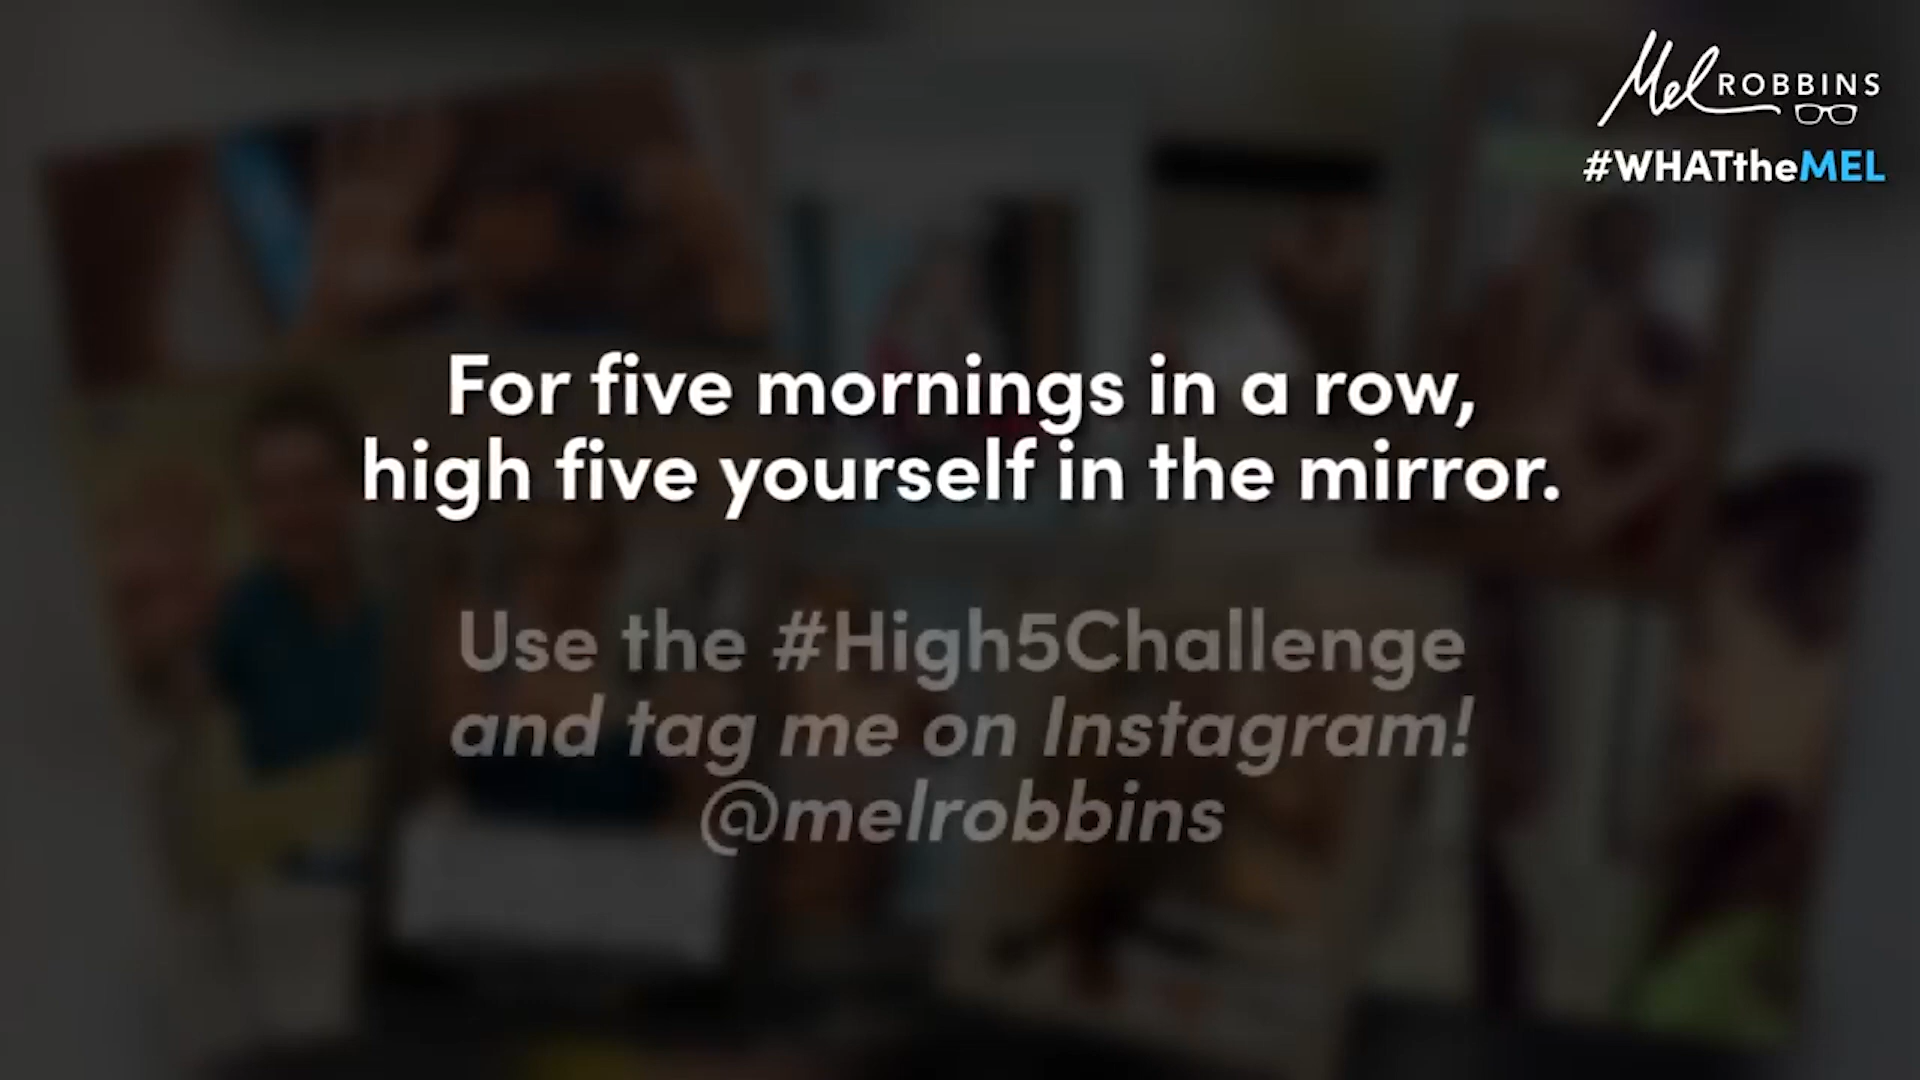 Mel ROBBINS
#WHATtheMEL
For five mornings in a row,
high five yourself in the mirror.
Use the #High5Challenge
and tag me on Instagram!
@melrobbins